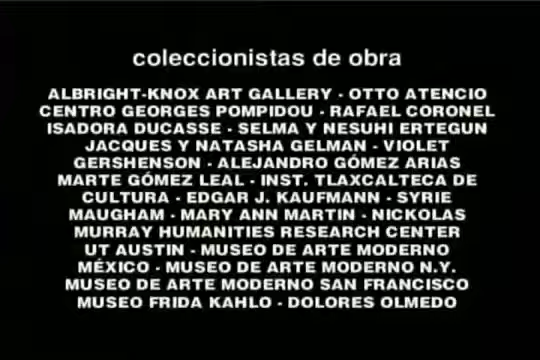 coleccionistas de obra
ALBRIGHT-KNOX ART GALLERY - OTTO ATENCIO
CENTRO GEORGES POMPIDOU - RAFAEL CORONEL
ISADORA DUCASSE - SELMA Y NESUHI ERTEGUN
JACQUES Y NATASHA GELMAN - VIOLET
GERSHENSON - ALEJANDRO GÓMEZ ARIAS
MARTE GÓMEZ LEAL - INST. TLAXCALTECA DE
CULTURA - EDGAR J. KAUFMANN - SYRIE
MAUGHAM - MARY ANN MARTIN - NICKOLAS
MURRAY HUMANITIES RESEARCH CENTER
UT AUSTIN - MUSEO DE ARTE MODERNO
MÉXICO - MUSEO DE ARTE MODERNO N.Y.
MUSEO DE ARTE MODERNO SAN FRANCISCO
MUSEO FRIDA KAHLO - DOLORES OLMEDO